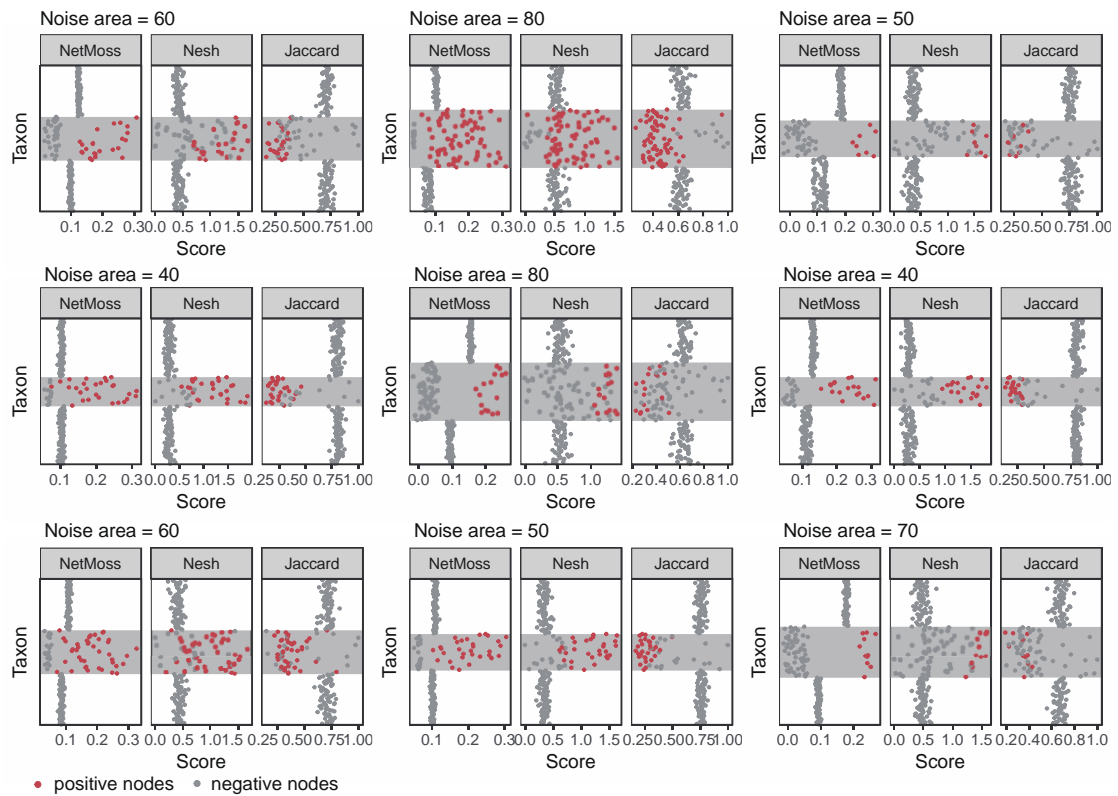 Noise area = 60 Noise area = 80 Noise area = 50
NetMoss Nesh Jaccard NetMoss Nesh Jaccard NetMoss Nesh Jaccard
Taxon Taxon Taxon
0.1 0.2 0.3 0.0 0.5 1.0 1.5 0.25 0.50 0.75 1.00 0.0 0.1 0.2 0.3 0.0 0.5 1.0 1.5 0.4 0.6 0.8 1.0 0.0 0.1 0.2 0.3 0.0 0.5 1.0 1.5 0.25 0.50 0.75 1.00
Score Score Score
Noise area = 40 Noise area = 80 Noise area = 40
NetMoss Nesh Jaccard NetMoss Nesh Jaccard NetMoss Nesh Jaccard
Taxon Taxon Taxon
0.1 0.2 0.3 0.0 0.5 1.0 1.5 0.25 0.50 0.75 1.00 0.0 0.1 0.2 0.0 0.5 1.0 0.2 0.4 0.6 0.8 1.0 0.0 0.1 0.2 0.3 0.0 0.5 1.0 1.5 0.25 0.50 0.75 1.00
Score Score Score
Noise area = 60 Noise area = 50 Noise area = 70
NetMoss Nesh Jaccard NetMoss Nesh Jaccard NetMoss Nesh Jaccard
Taxon Taxon Taxon
0.1 0.2 0.3 0.0 0.5 1.0 1.5 0.25 0.50 0.75 1.00 0.0 0.1 0.2 0.3 0.0 0.5 1.0 1.5 0.25 0.50 0.75 1.00 0.0 0.1 0.2 0.0 0.5 1.0 1.5 0.2 0.4 0.6 0.8 1.0
Score Score Score
positive nodes negative nodes